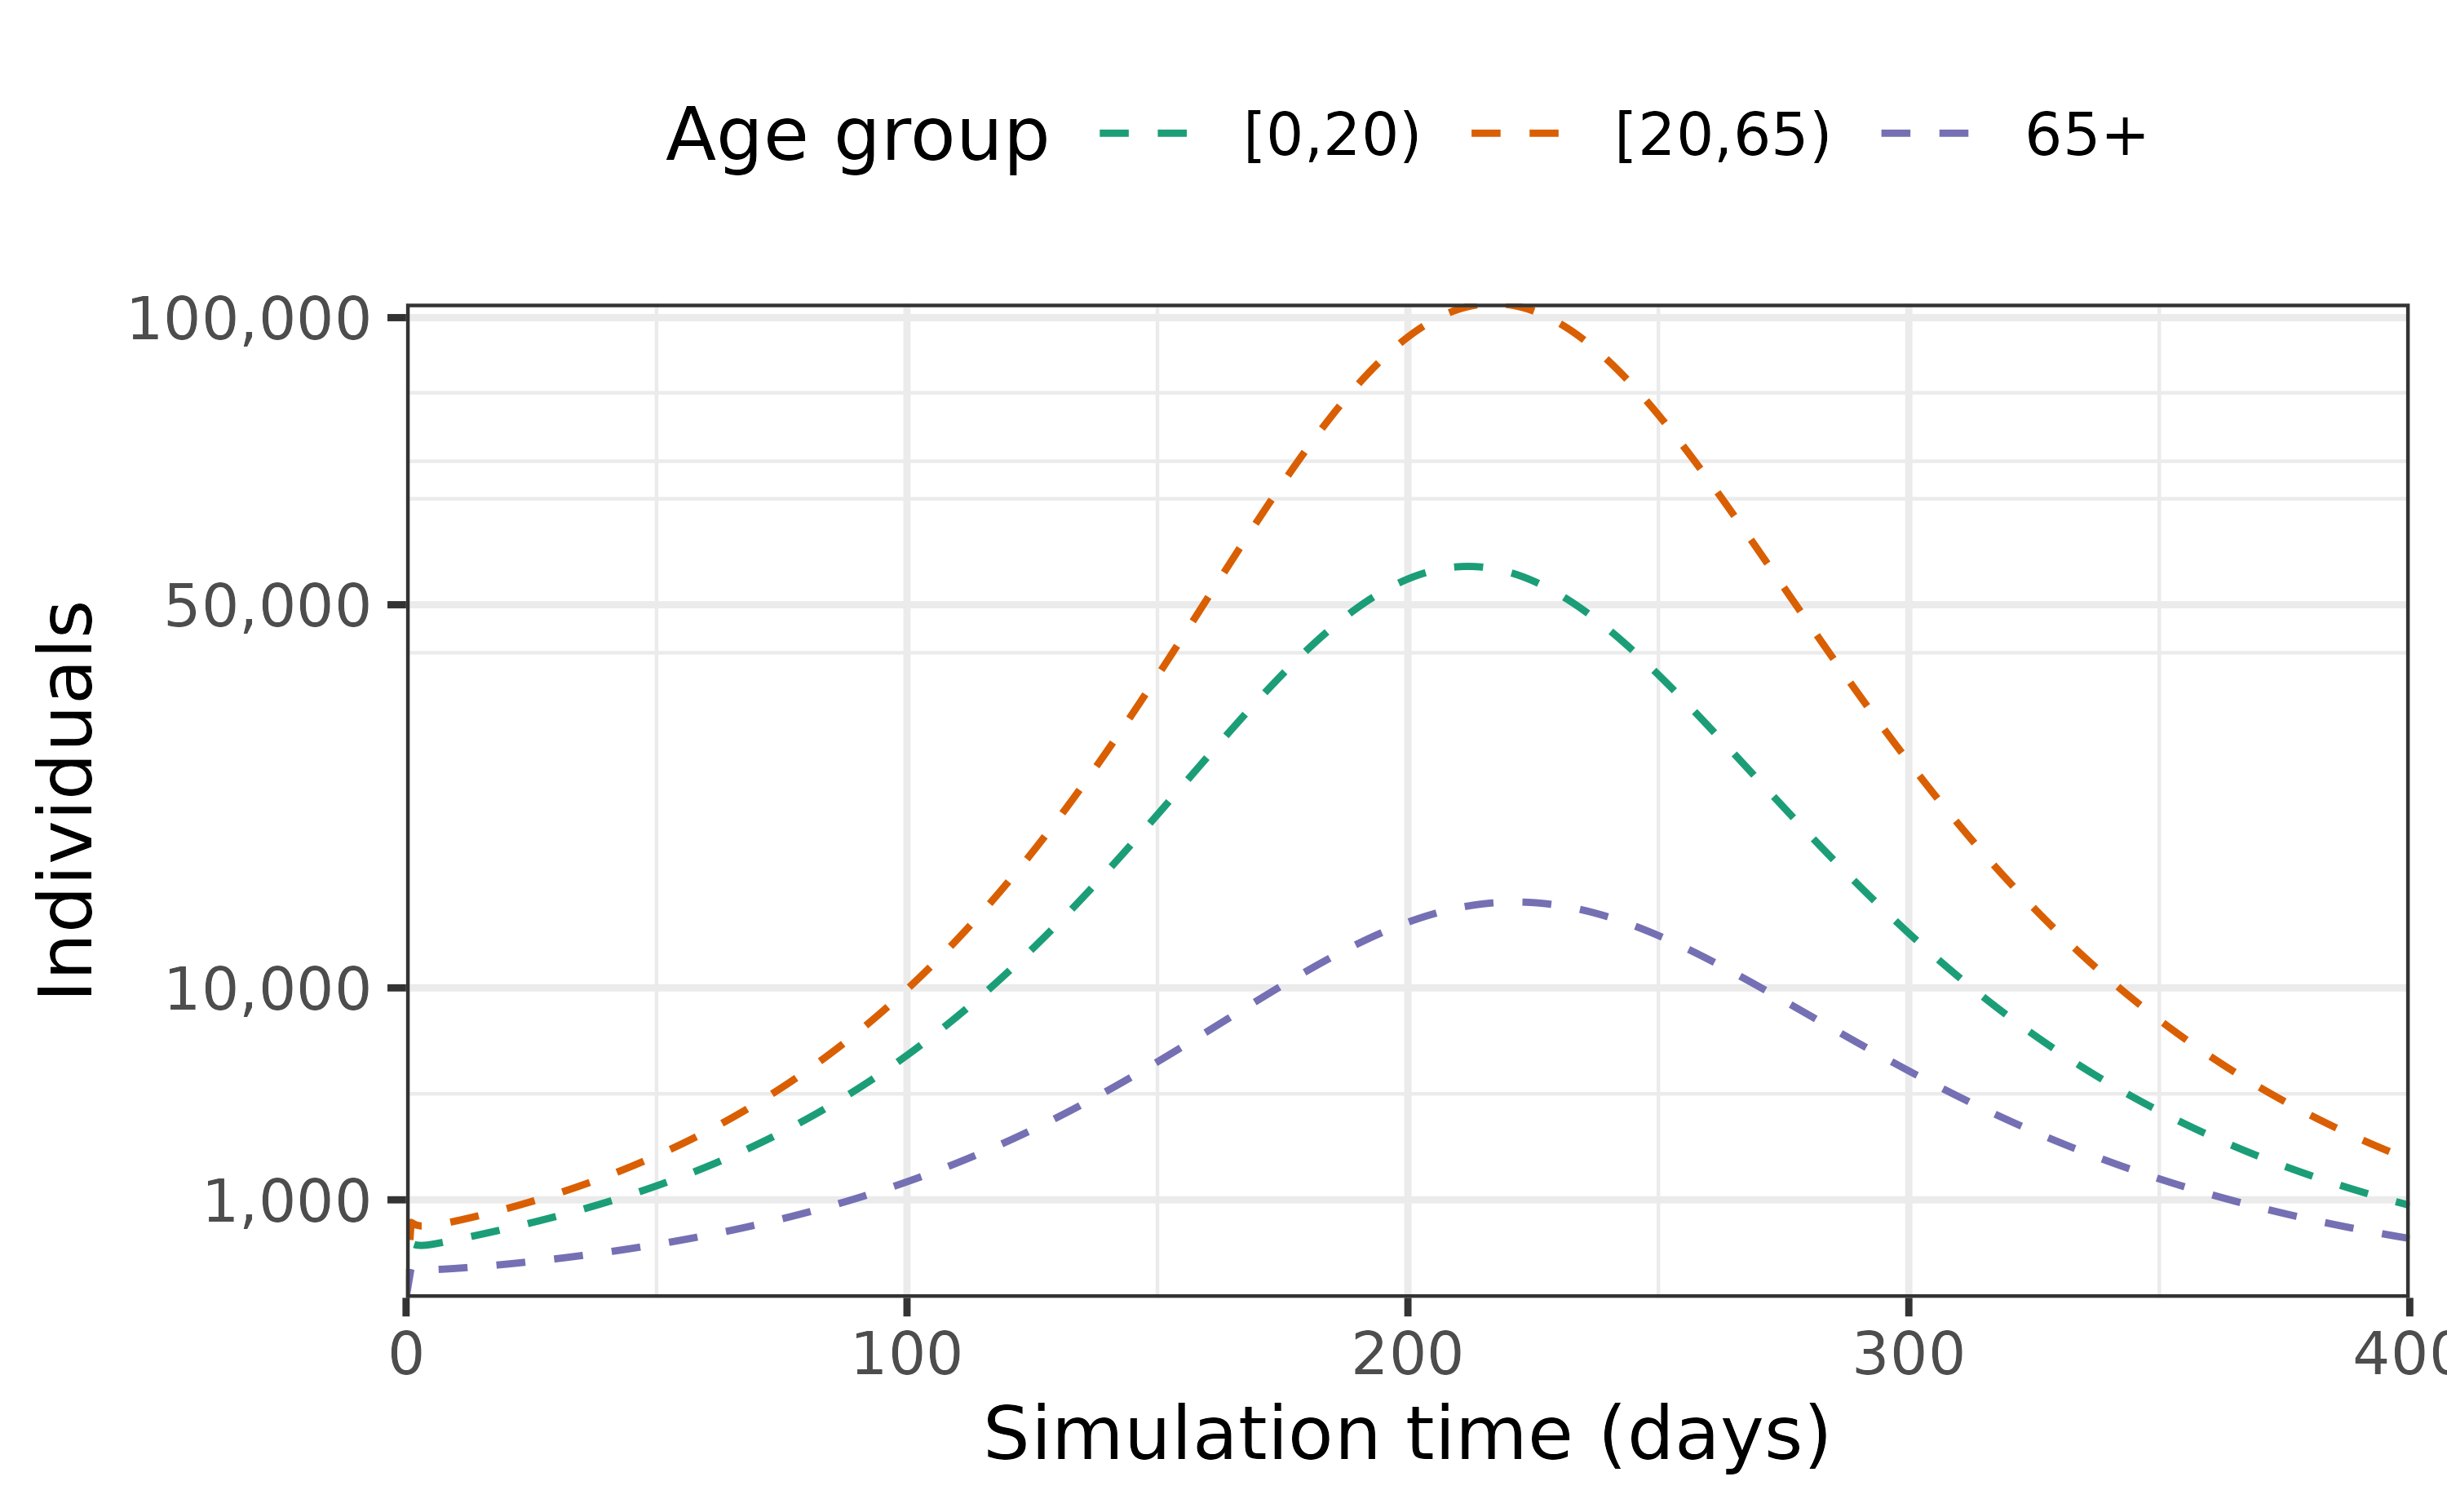 Age group [0,20) [20,65) 65+
100,000
50,000
10,000
1,000
Individuals
0 100 200 300 400
Simulation time (days)